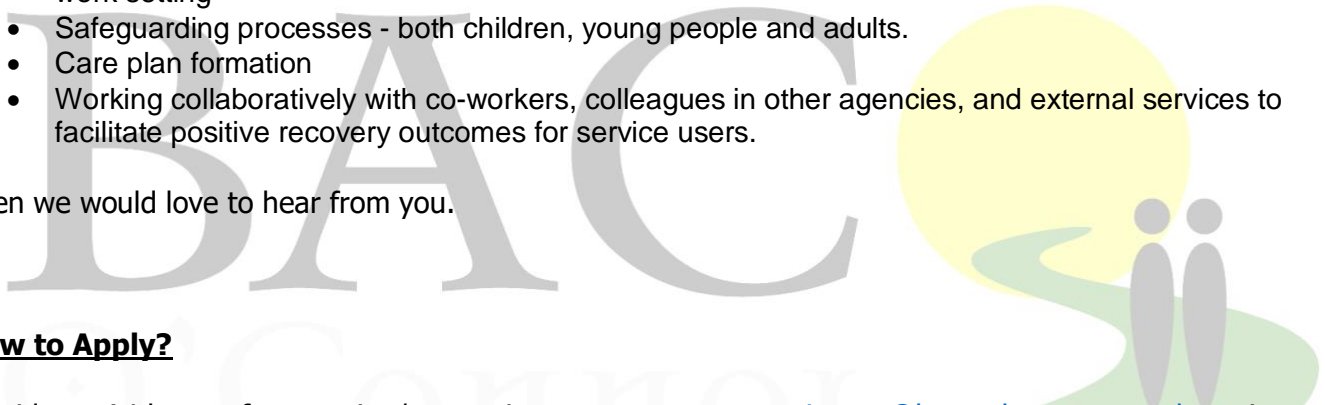 • Safeguarding processes - both children, young people and adults.
• Care plan formation
• Working collaboratively with co-workers, colleagues in other agencies, and external services to
facilitate positive recovery outcomes for service users.
en we would love to hear from you.
BAC
w to Apply?
O'Connor